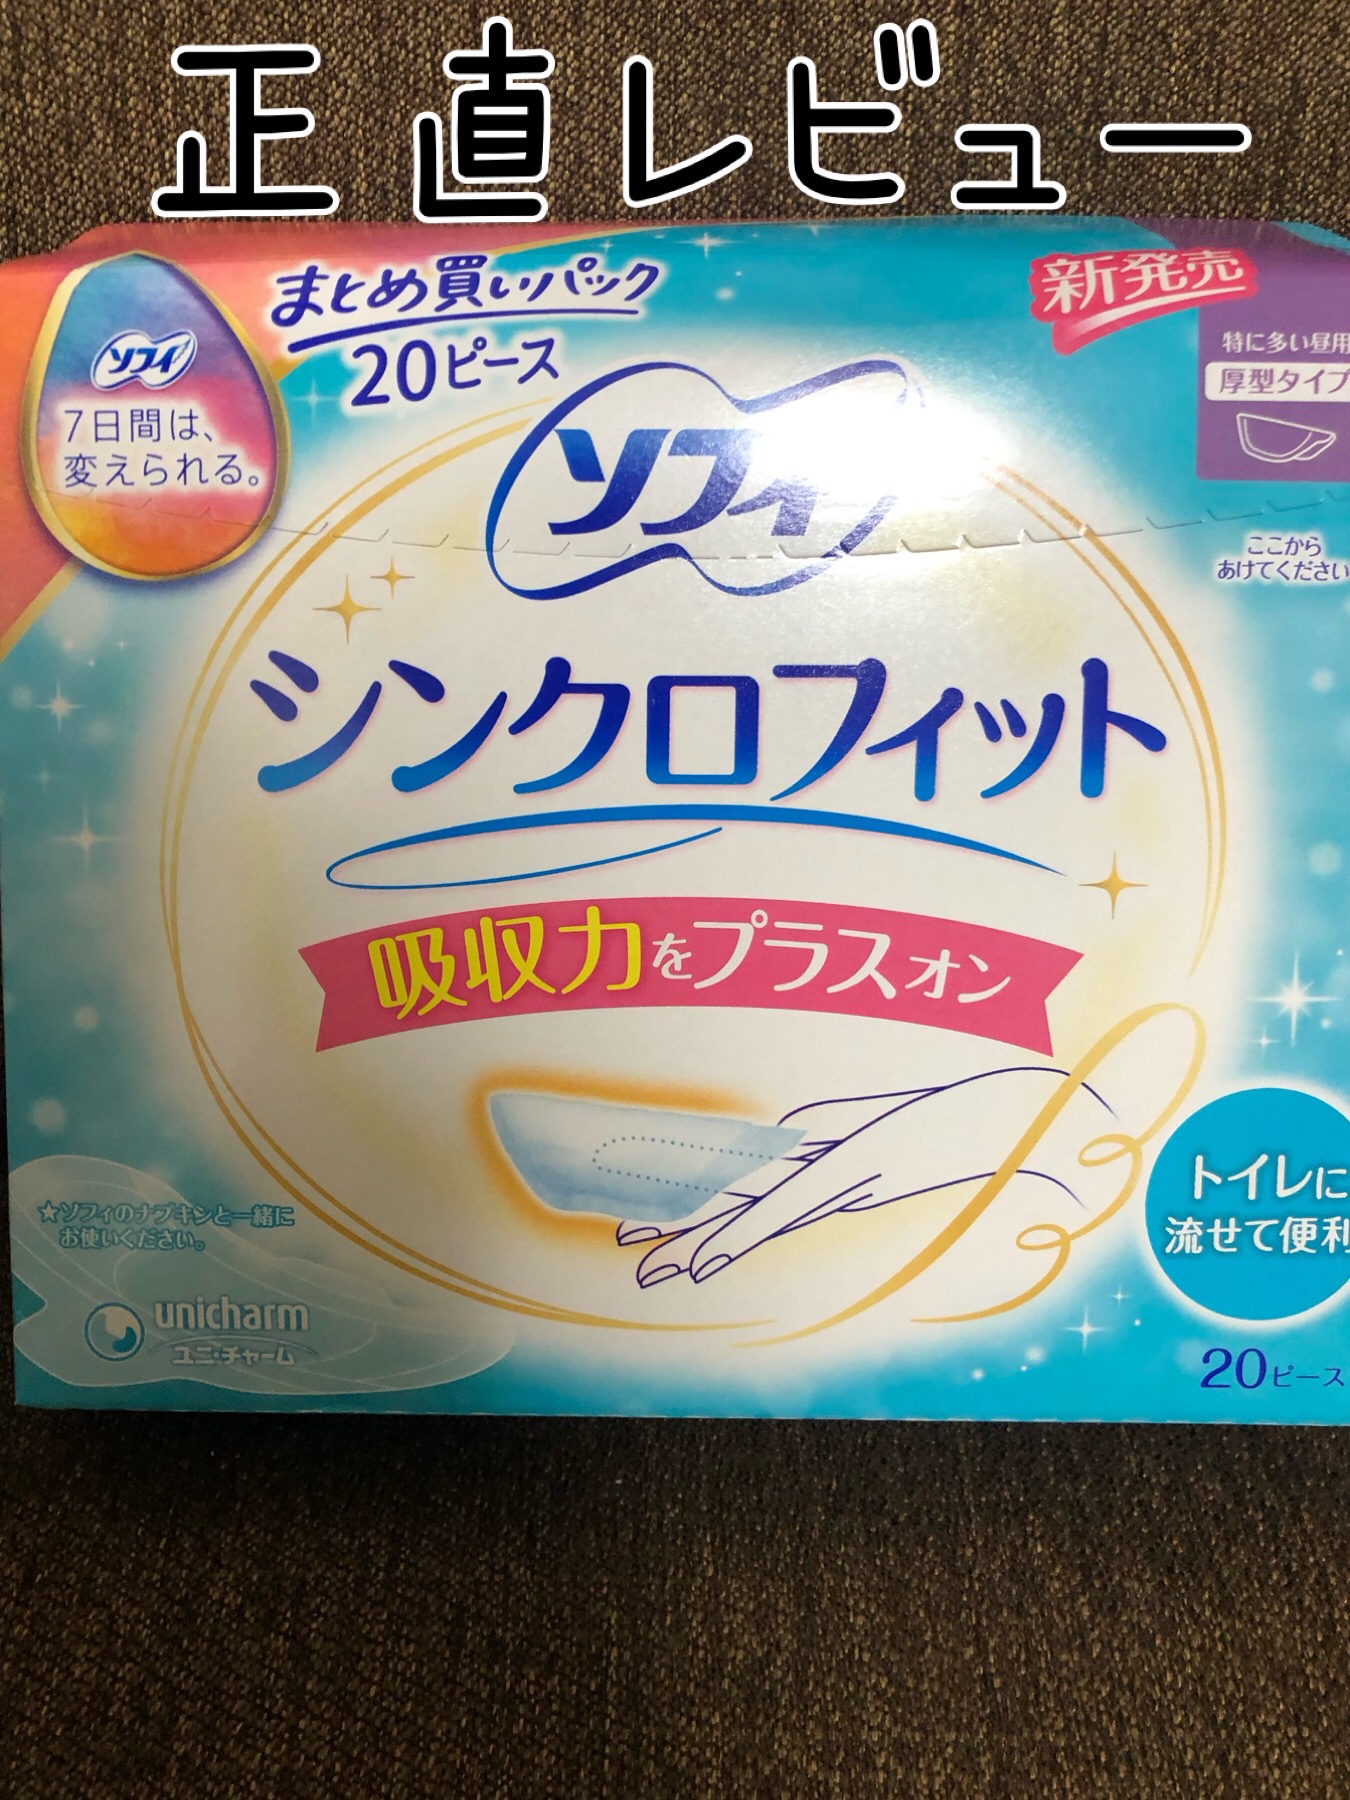 正直レビュー
まとめ買いパック
20ピース
新発売
特に多い昼用
厚型タイプ
ソフィ
7日間は、
変えられる。
ソフィ
ここから
あけてください
シンクロフィット
吸収力をプラスオン
トイレに
流せて便利
★ソフィのナプキンと一緒に
お使いください。
unicharm
ユニ・チャーム
20ピース